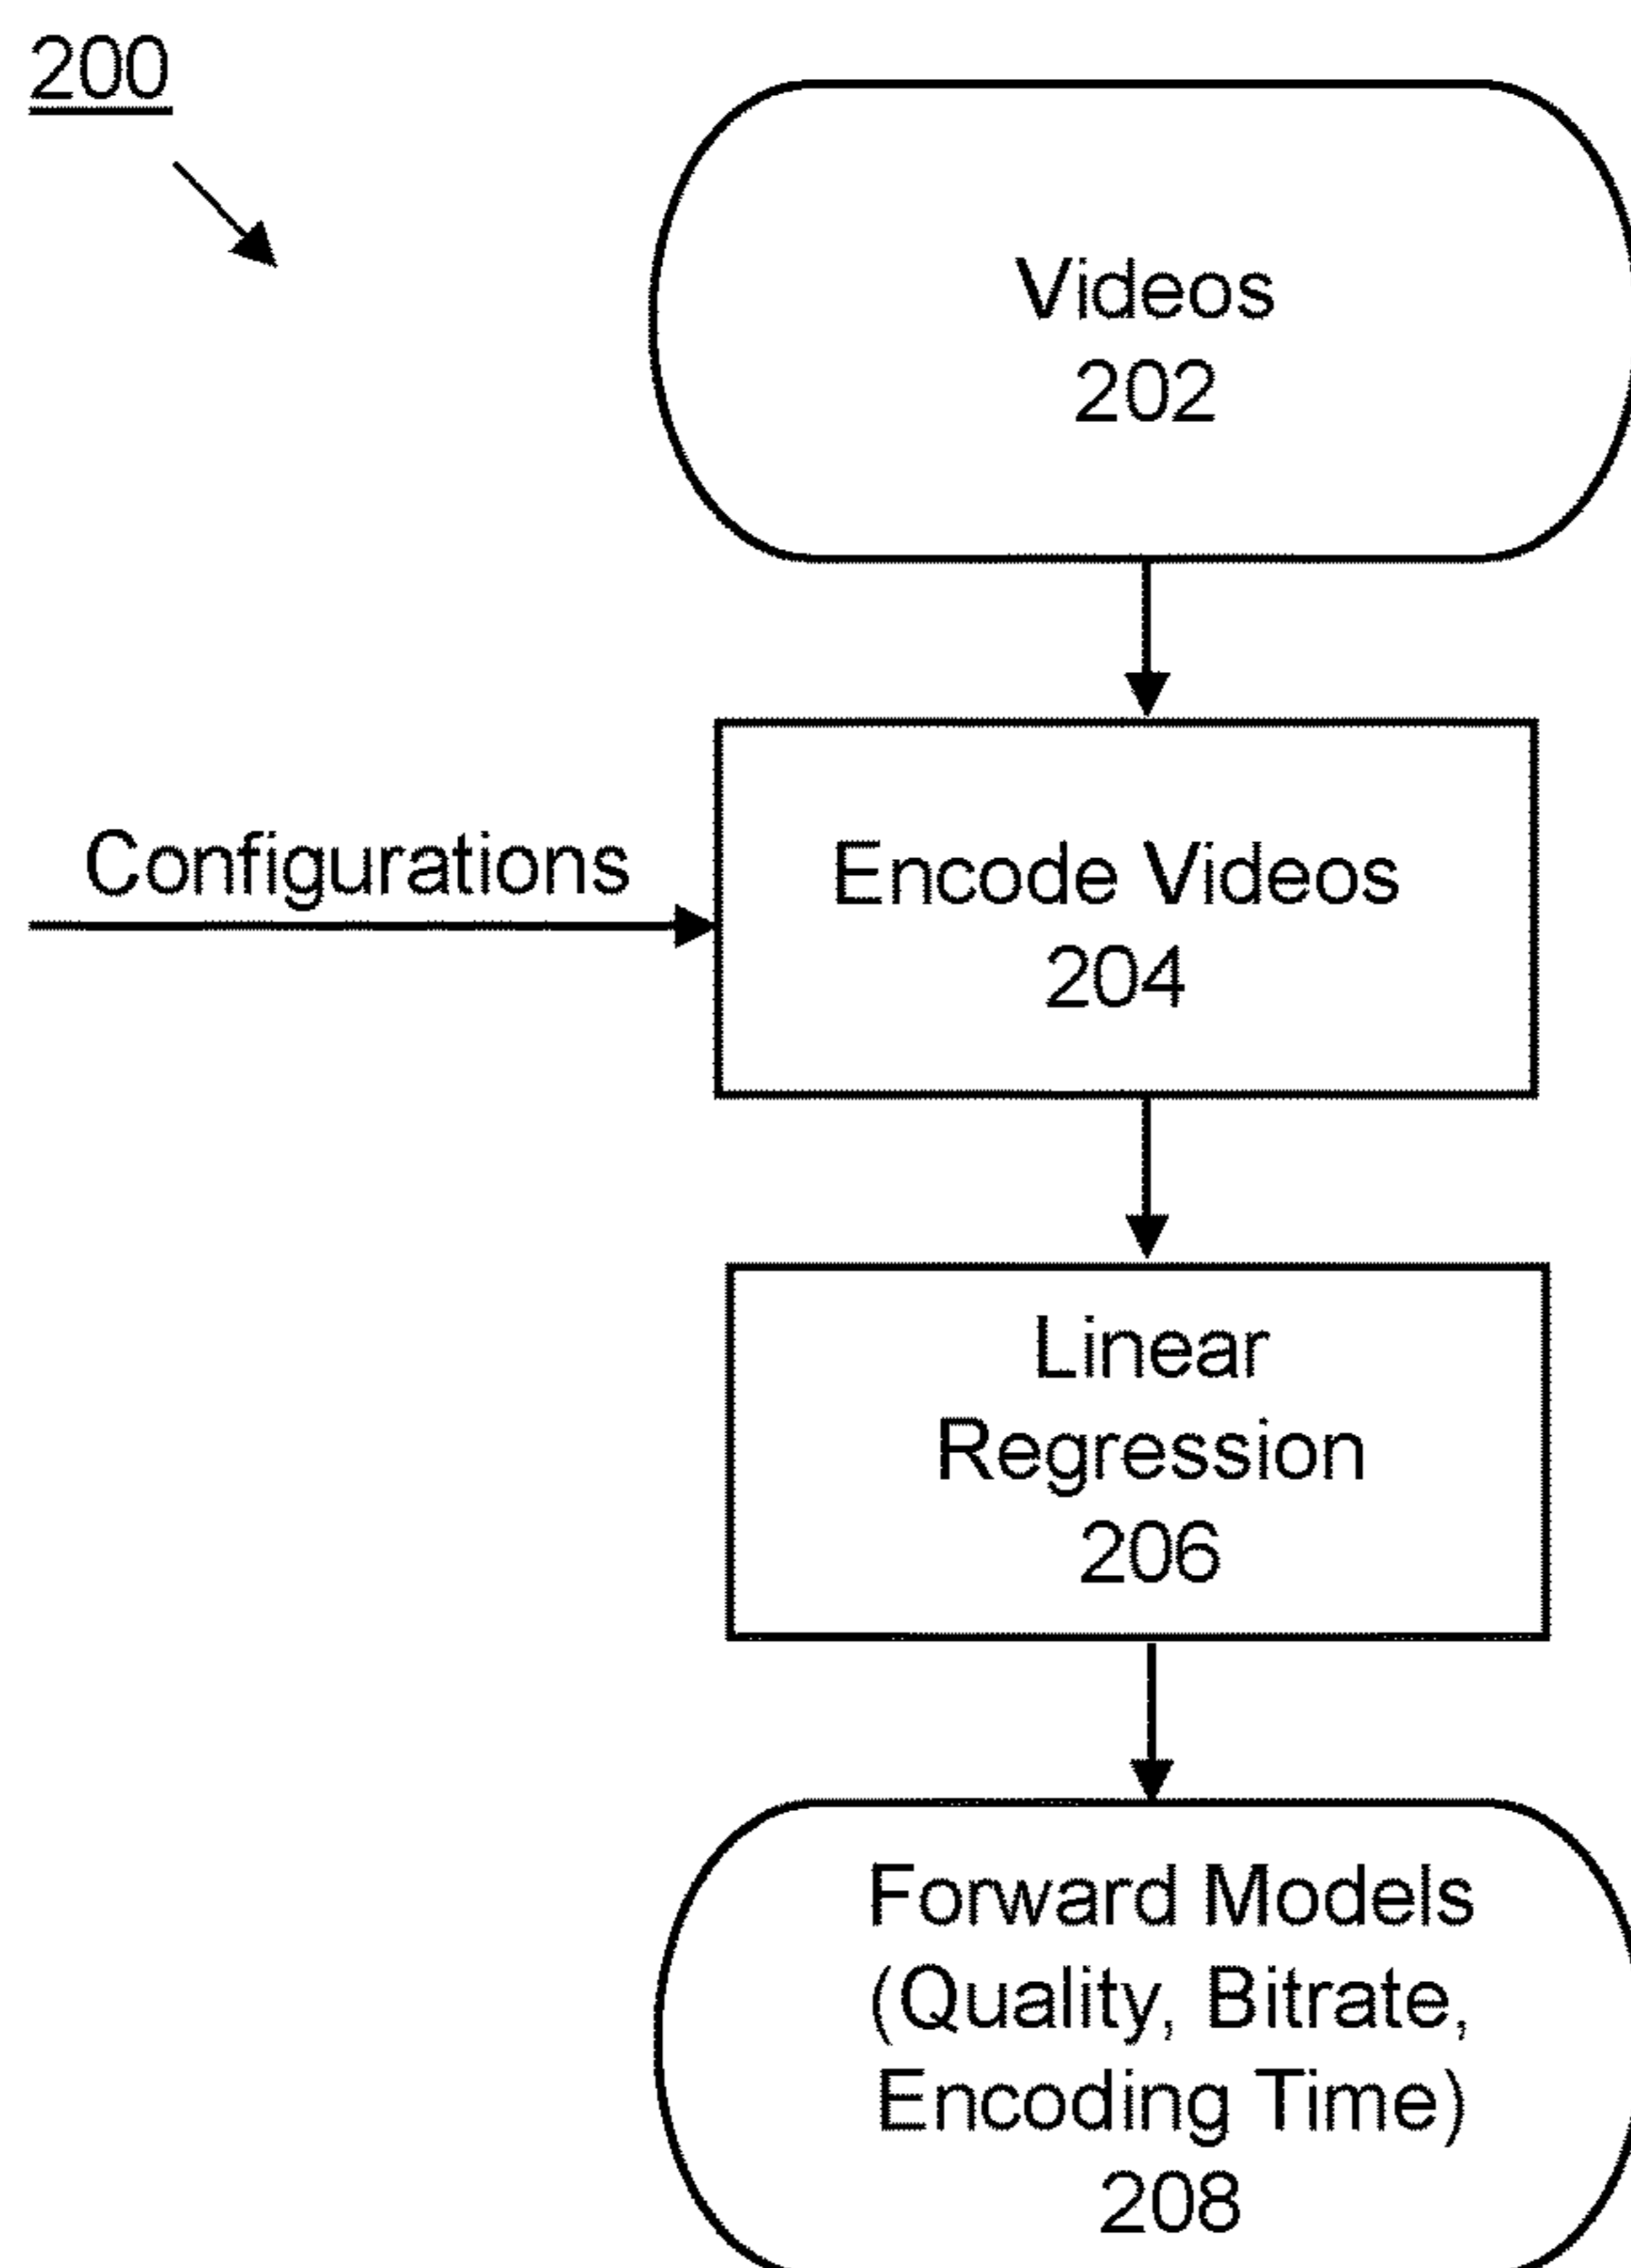 200
Videos
202
Configurations
Encode Videos
204
Linear
Regression
206
Forward Models
(Quality, Bitrate,
Encoding Time)
208